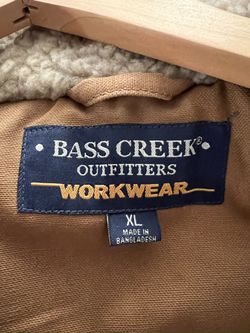 • BASS CREEK® •
OUTFITTERS
WORKWEAR
XL
MADE IN
BANGLADESH